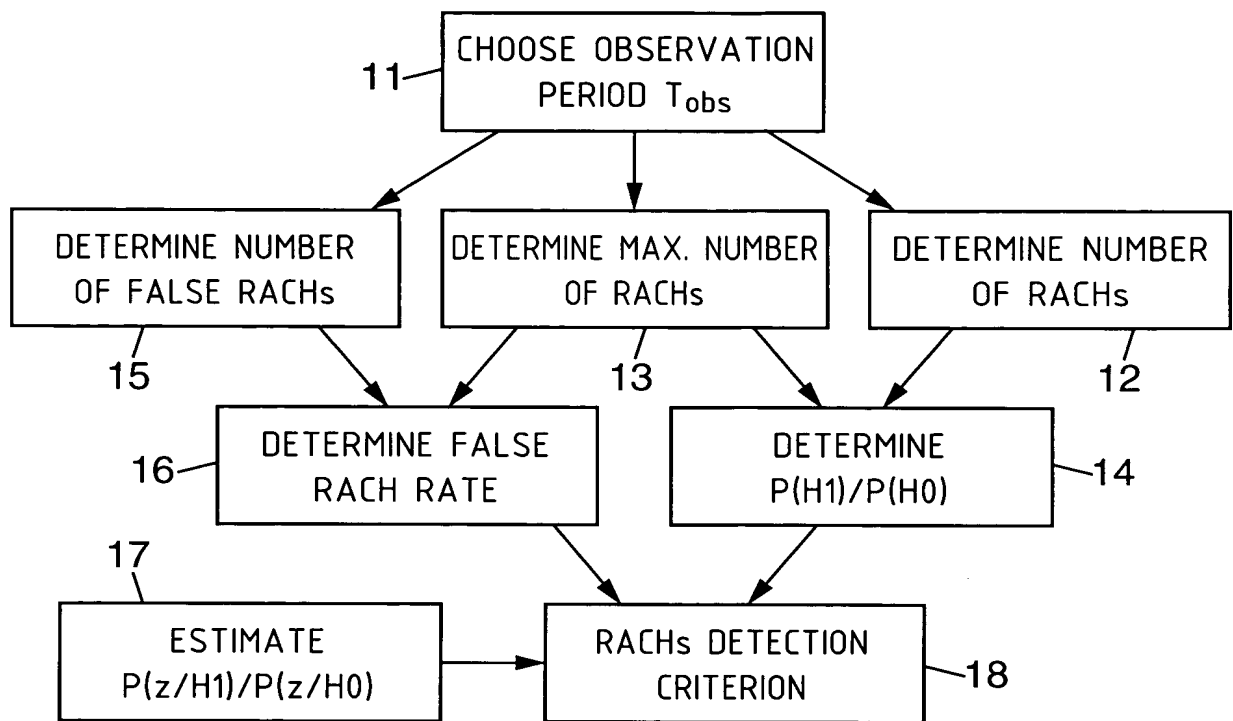 CHOOSE OBSERVATION
PERIOD Tobs
11
DETERMINE NUMBER
OF FALSE RACHs
DETERMINE MAX. NUMBER
OF RACHs
DETERMINE NUMBER
OF RACHs
15
13
12
DETERMINE FALSE
RACH RATE
16
DETERMINE
P(H1)/P(H0)
14
17
ESTIMATE
P(z/H1)/P(z/H0)
RACHs DETECTION
CRITERION
18